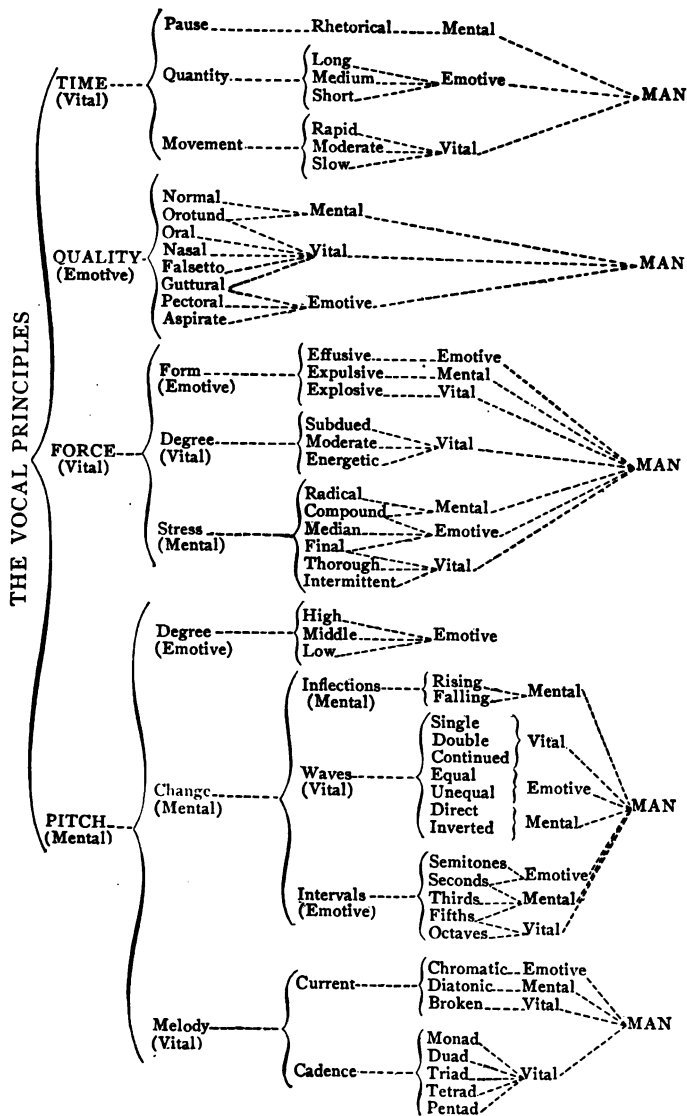 THE VOCAL PRINCIPLES
TIME
(Vital)
Pause
Rhetorical
Mental
Quantity
Long
Medium
Short
Emotive
Movement
Rapid
Moderate
Slow
Vital
MAN
QUALITY
(Emotive)
Normal
Orotund
Oral
Nasal
Falsetto
Guttural
Pectoral
Aspirate
Mental
Vital
Emotive
MAN
FORCE
(Vital)
Form
(Emotive)
Effusive
Emotive
Expulsive
Mental
Explosive
Vital
Degree
(Vital)
Subdued
Moderate
Energetic
Vital
Stress
(Mental)
Radical
Compound
Median
Final
Thorough
Intermittent
Mental
Emotive
Vital
MAN
PITCH
(Mental)
Degree
(Emotive)
High
Middle
Low
Emotive
Change
(Mental)
Inflections
(Mental)
Rising
Falling
Mental
Waves
(Vital)
Single
Double
Continued
Equal
Unequal
Direct
Inverted
Vital
Emotive
Mental
Intervals
(Emotive)
Semitones
Seconds
Thirds
Fifths
Octaves
Emotive
Mental
Vital
MAN
Melody
(Vital)
Current
Chromatic
Emotive
Diatonic
Mental
Broken
Vital
Cadence
Monad
Duad
Triad
Tetrad
Pentad
Vital
MAN